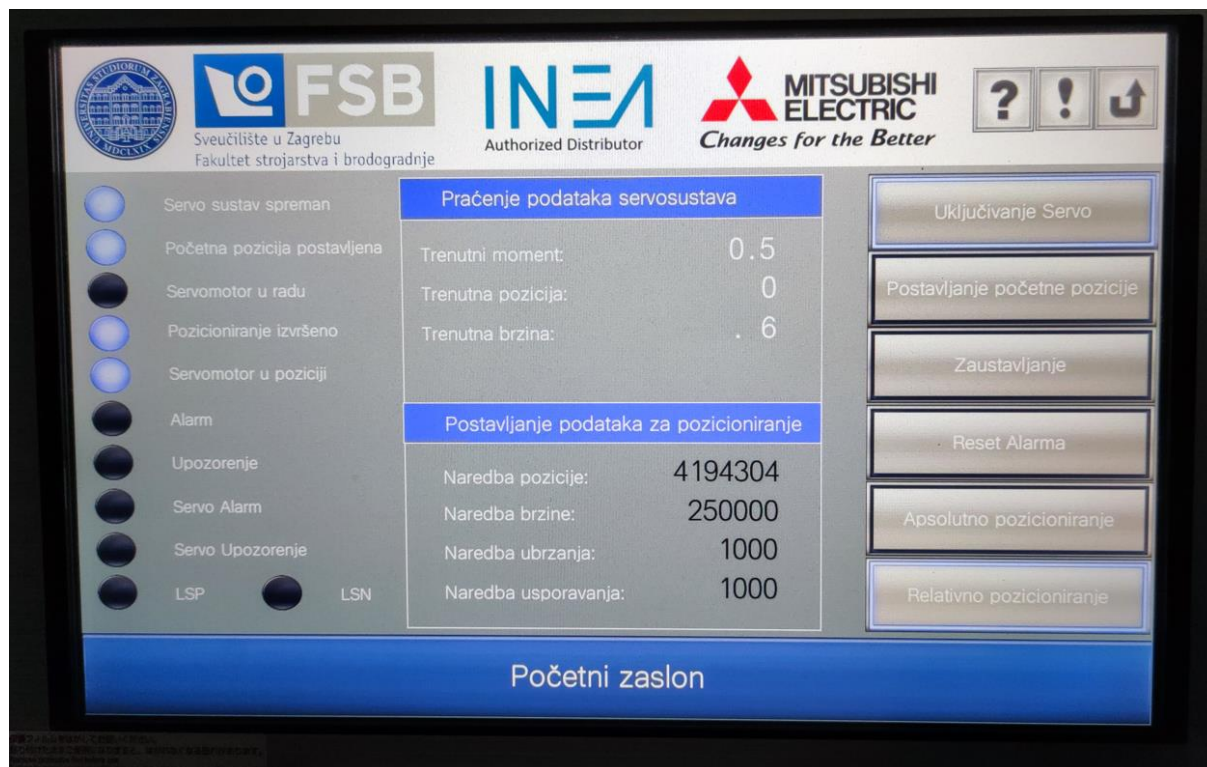 FSB
Sveučilište u Zagrebu
Fakultet strojarstva i brodogradnje
INEA
Authorized Distributor
MITSUBISHI
ELECTRIC
Changes for the Better
?
!
Servo sustav spreman
Početna pozicija postavljena
Servomotor u radu
Pozicioniranje izvršeno
Servomotor u poziciji
Alarm
Upozorenje
Servo Alarm
Servo Upozorenje
LSP LSN
Praćenje podataka servosustava
Trenutni moment: 0.5
Trenutna pozicija: 0
Trenutna brzina: . 6
Postavljanje podataka za pozicioniranje
Naredba pozicije: 4194304
Naredba brzine: 250000
Naredba ubrzanja: 1000
Naredba usporavanja: 1000
Uključivanje Servo
Postavljanje početne pozicije
Zaustavljanje
Reset Alarma
Apsolutno pozicioniranje
Relativno pozicioniranje
Početni zaslon